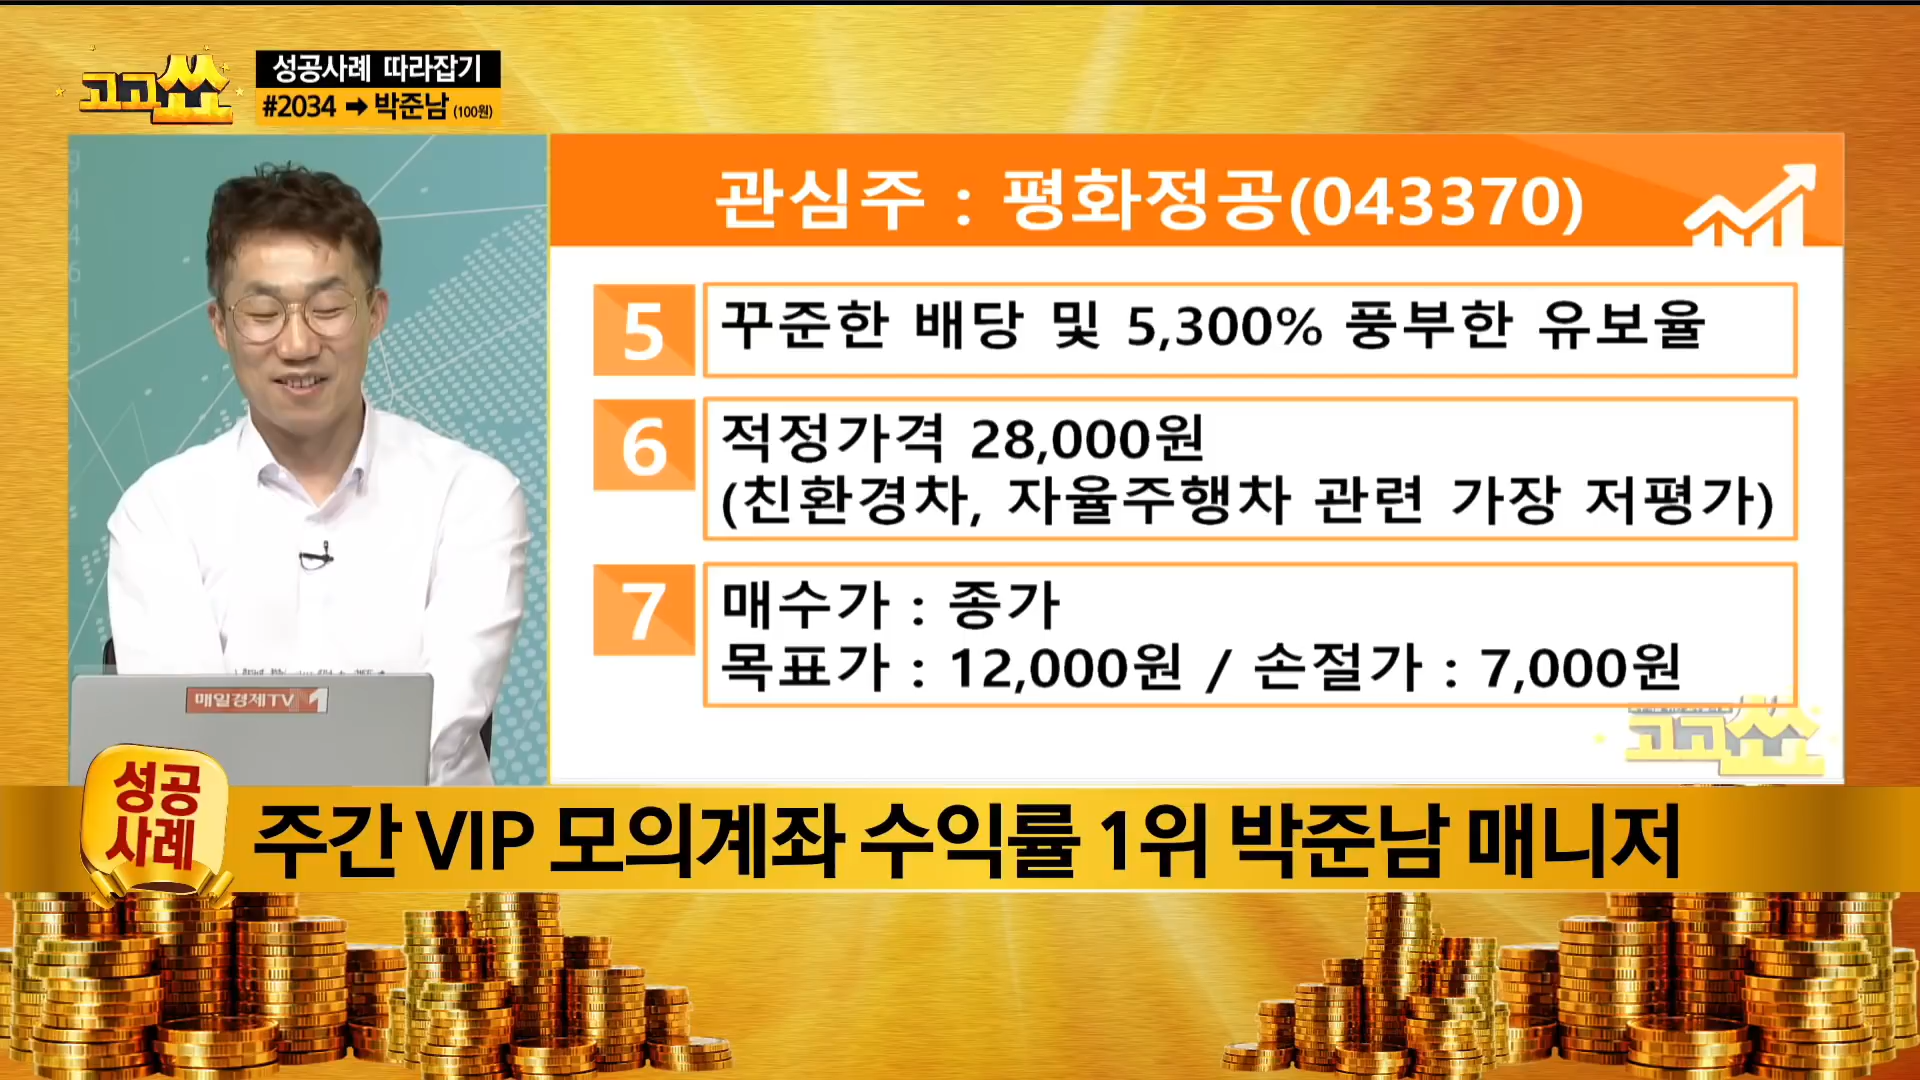 고고쑈
성공사례 따라잡기
#2034 ➡ 박준남 (100원)
관심주 : 평화정공(043370)
5 꾸준한 배당 및 5,300% 풍부한 유보율
6 적정가격 28,000원
(친환경차, 자율주행차 관련 가장 저평가)
7 매수가 : 종가
목표가 : 12,000원 / 손절가 : 7,000원
매일경제TV 1
고고쑈
성공
사례
주간 VIP 모의계좌 수익률 1위 박준남 매니저